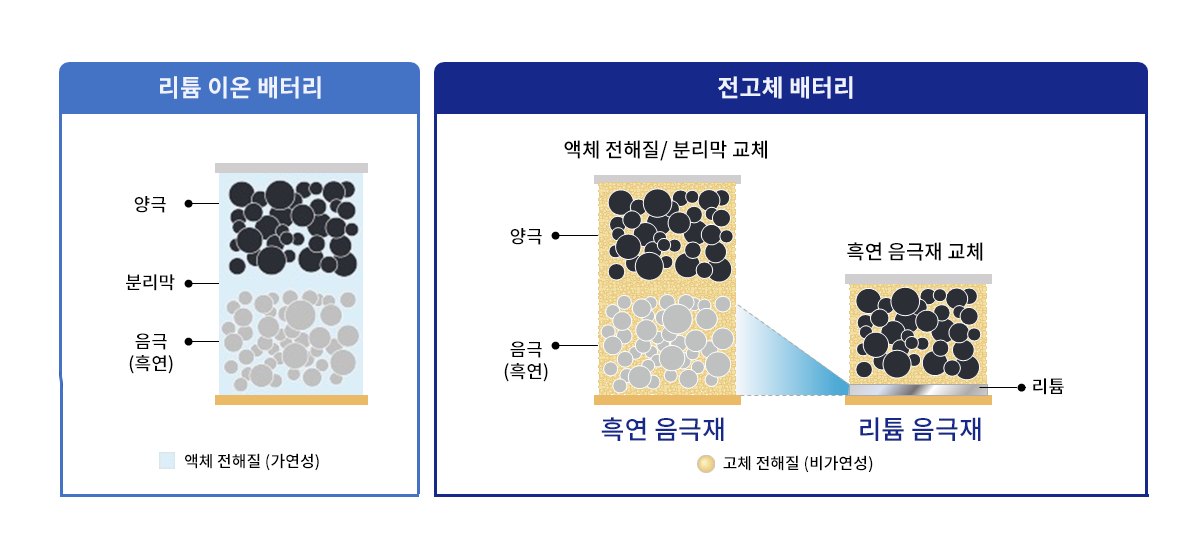 리튬 이온 배터리
양극
분리막
음극
(흑연)
액체 전해질 (가연성)
전고체 배터리
액체 전해질/ 분리막 교체
양극
음극
(흑연)
흑연 음극재
흑연 음극재 교체
리튬
리튬 음극재
고체 전해질 (비가연성)